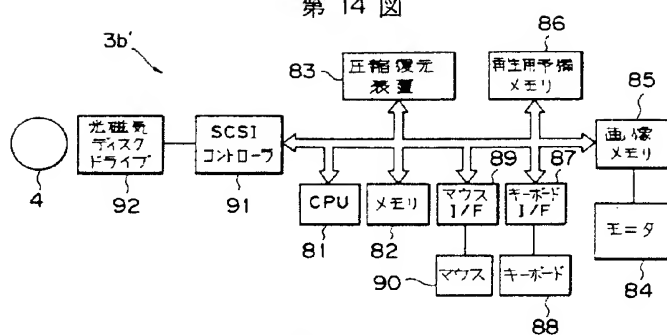 第 14 図
3b'
86
83
圧縮復元
装置
再生用予備
メモリ
85
光磁気
ディスク
ドライブ
SCSI
コントローラ
画像
メモリ
89
87
4
92
91
CPU
メモリ
マウス
I/F
キーボード
I/F
81
82
モニタ
90
マウス
キーボード
84
88